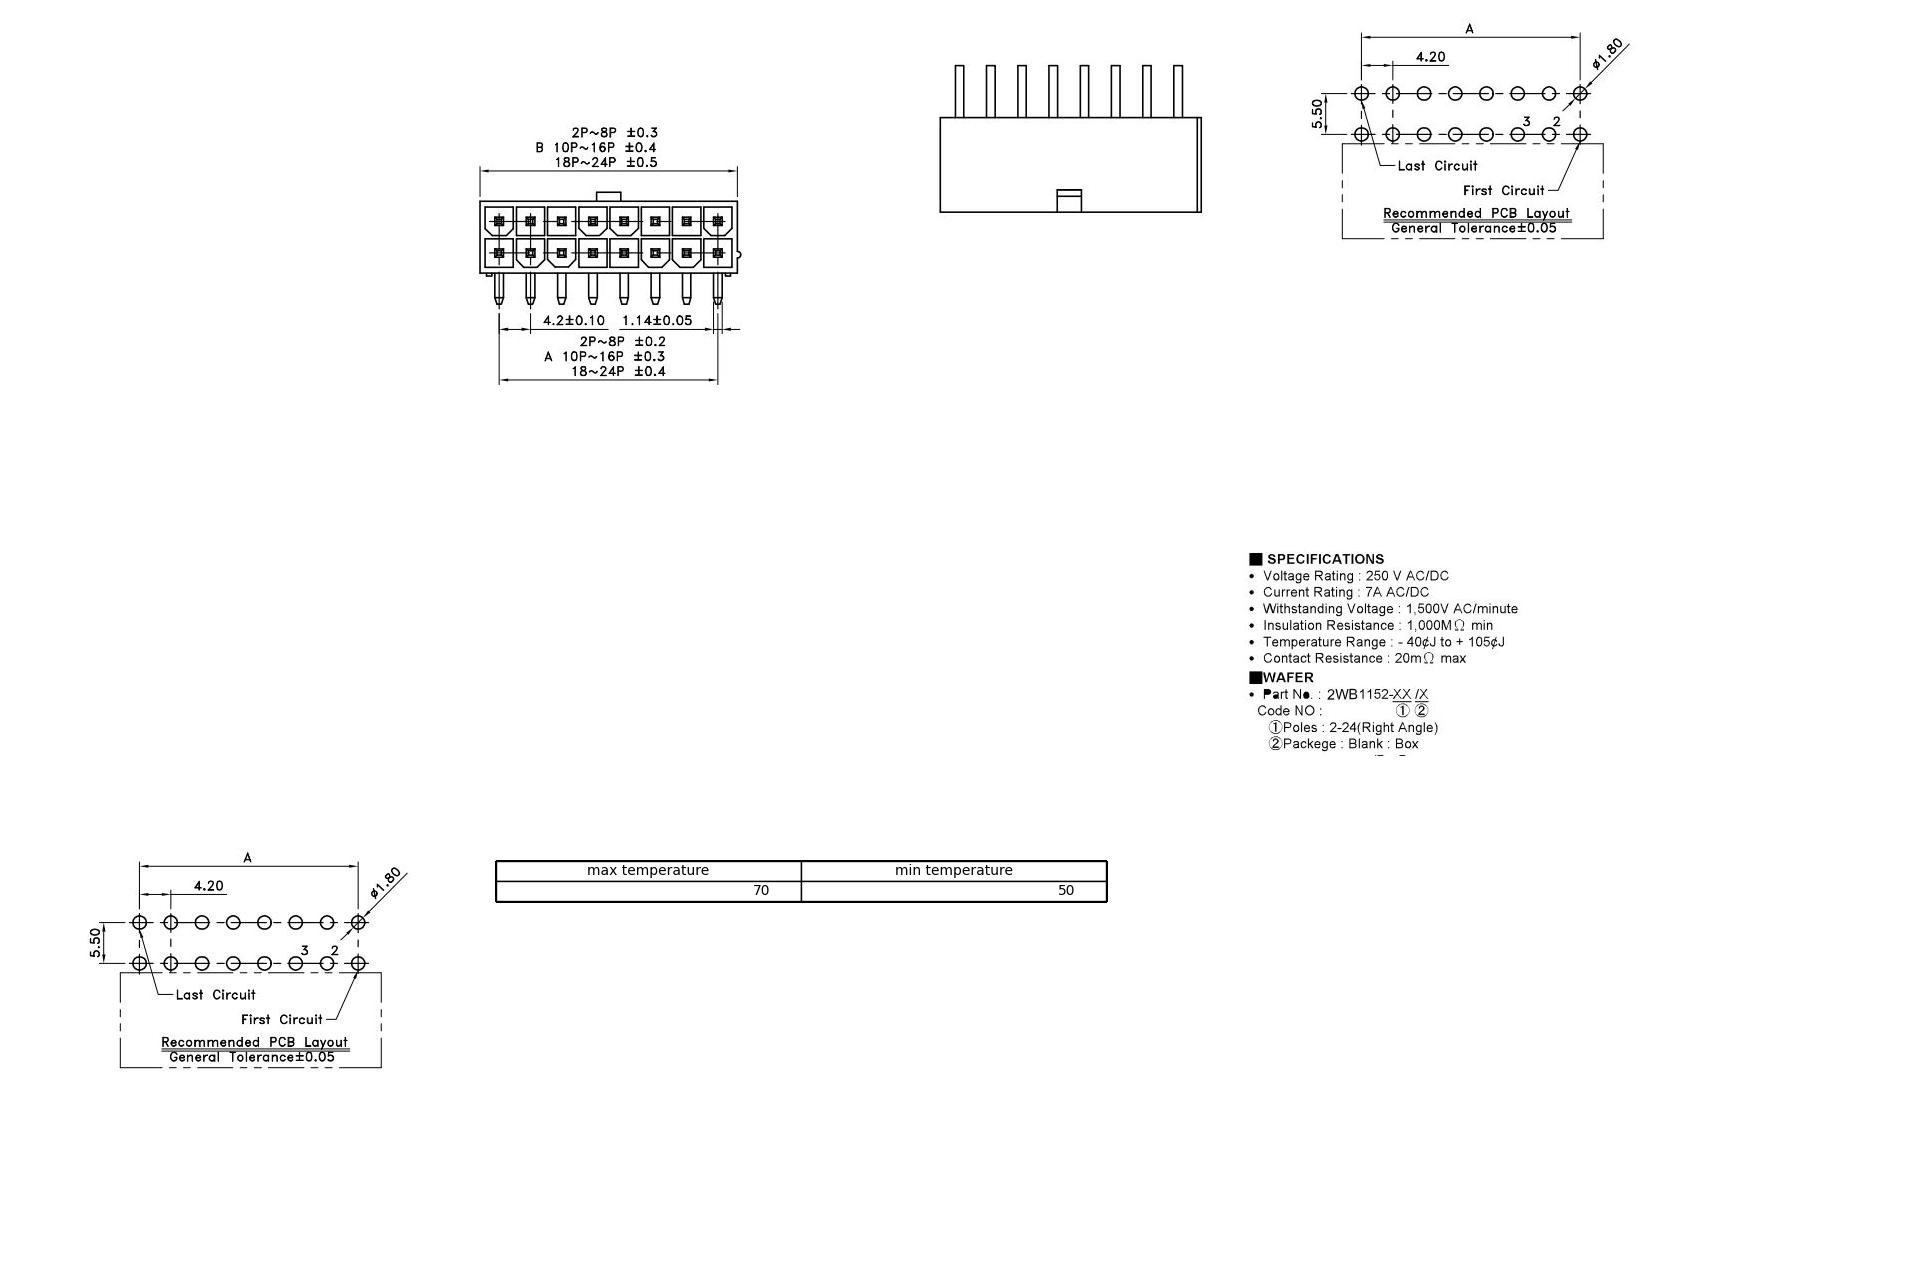 2P~8P ±0.3
B 10P~16P ±0.4
18P~24P ±0.5
4.2±0.10 1.14±0.05
2P~8P ±0.2
A 10P~16P ±0.3
18~24P ±0.4
A
4.20
ø1.80
5.50
3 2
Last Circuit
First Circuit
Recommended PCB Layout
General Tolerance±0.05
■ SPECIFICATIONS
• Voltage Rating : 250 V AC/DC
• Current Rating : 7A AC/DC
• Withstanding Voltage : 1,500V AC/minute
• Insulation Resistance : 1,000MΩ min
• Temperature Range : - 40¢J to + 105¢J
• Contact Resistance : 20mΩ max
■WAFER
• Part No. : 2WB1152-XX /X
Code NO : ① ②
①Poles : 2-24(Right Angle)
②Packege : Blank : Box
A
4.20
ø1.80
5.50
3 2
Last Circuit
First Circuit
Recommended PCB Layout
General Tolerance±0.05
max temperature min temperature
70 50